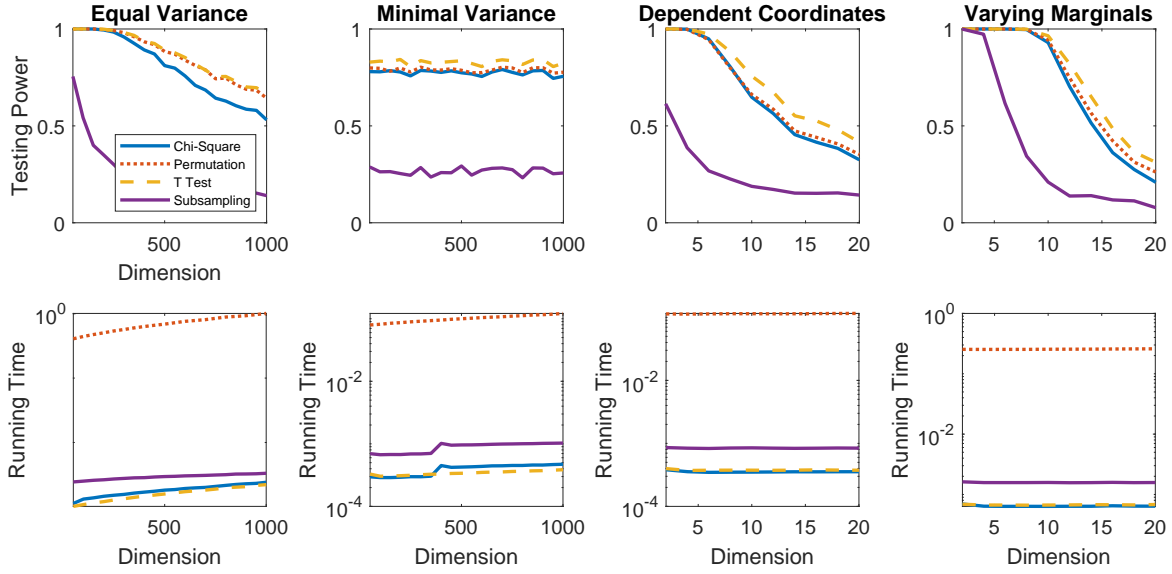 Equal Variance
Minimal Variance
Dependent Coordinates
Varying Marginals
Testing Power
1
0.5
0
Chi-Square
Permutation
T Test
Subsampling
500
1000
Dimension
1
0.5
0
500
1000
1
0.5
0
5
10
15
20
1
0.5
0
5
10
15
20
Running Time
10^0
500
1000
Dimension
Running Time
10^-2
10^-4
500
1000
Dimension
Running Time
10^-2
10^-4
5
10
15
20
Dimension
Running Time
10^0
10^-2
5
10
15
20
Dimension